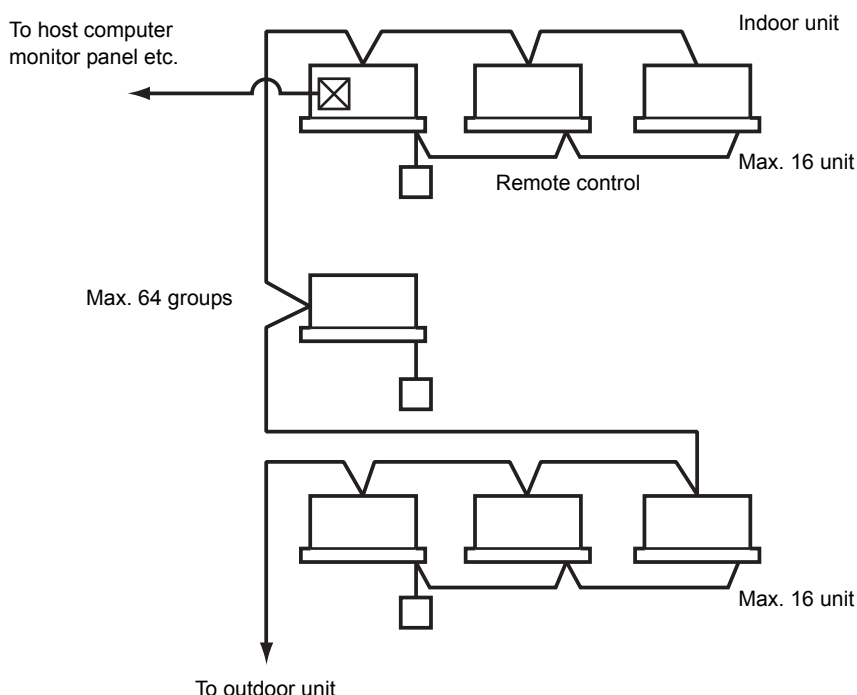 To host computer
monitor panel etc.
Indoor unit
Max. 16 unit
Remote control
Max. 64 groups
Max. 16 unit
To outdoor unit